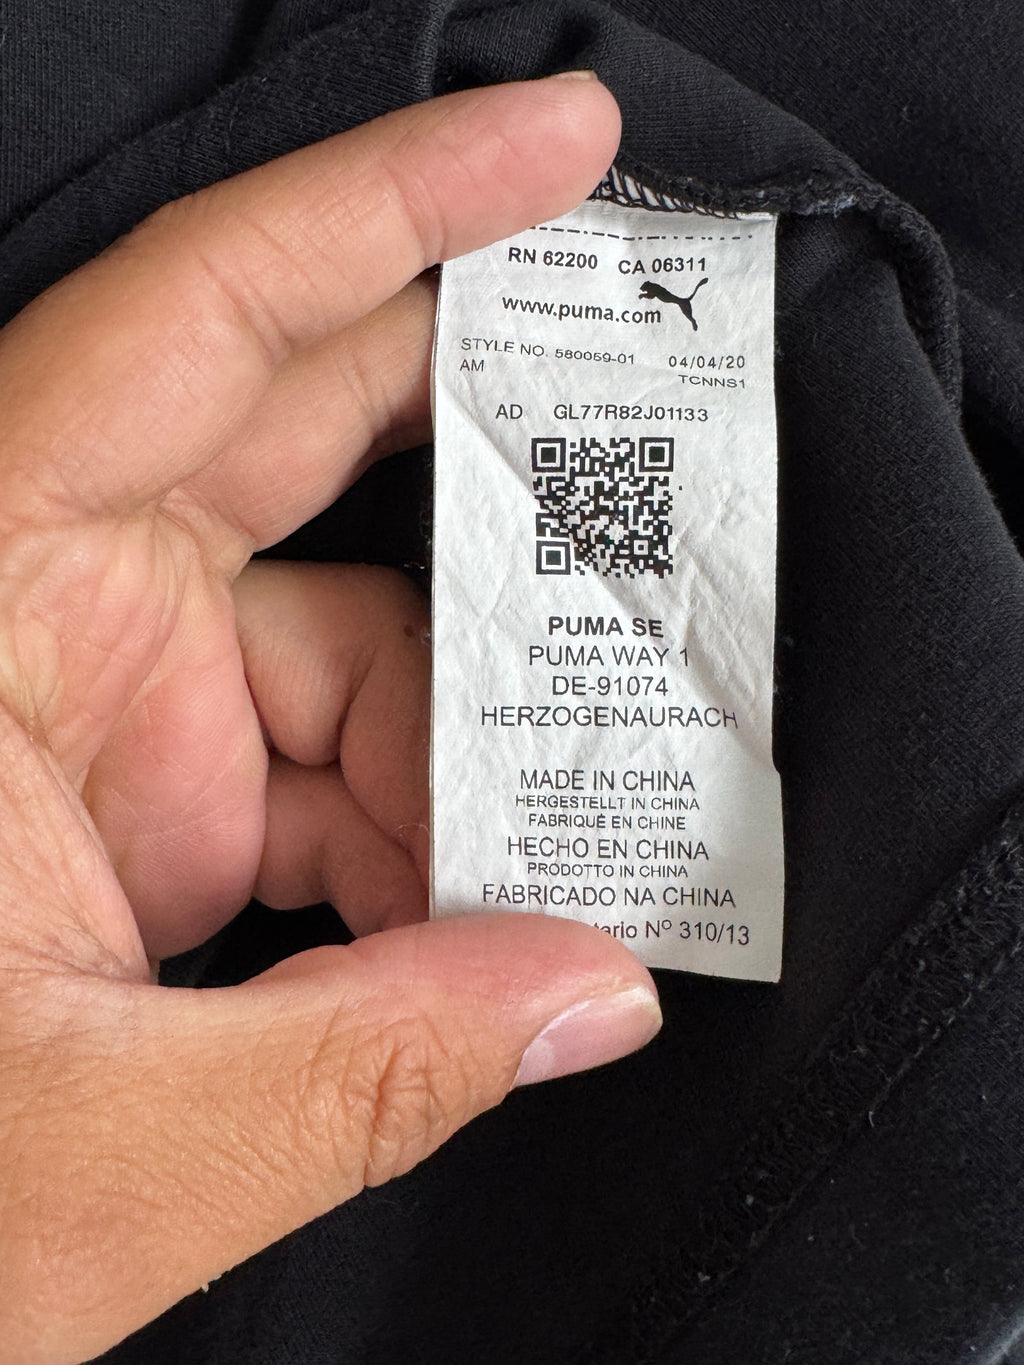 RN 62200 CA 06311
www.puma.com
STYLE NO. 580059-01 04/04/20
AM TCNNS1
AD GL77R82J01133
PUMA SE
PUMA WAY 1
DE-91074
HERZOGENAURACH
MADE IN CHINA
HERGESTELLT IN CHINA
FABRIQUÉ EN CHINE
HECHO EN CHINA
PRODOTTO IN CHINA
FABRICADO NA CHINA
Nº 310/13